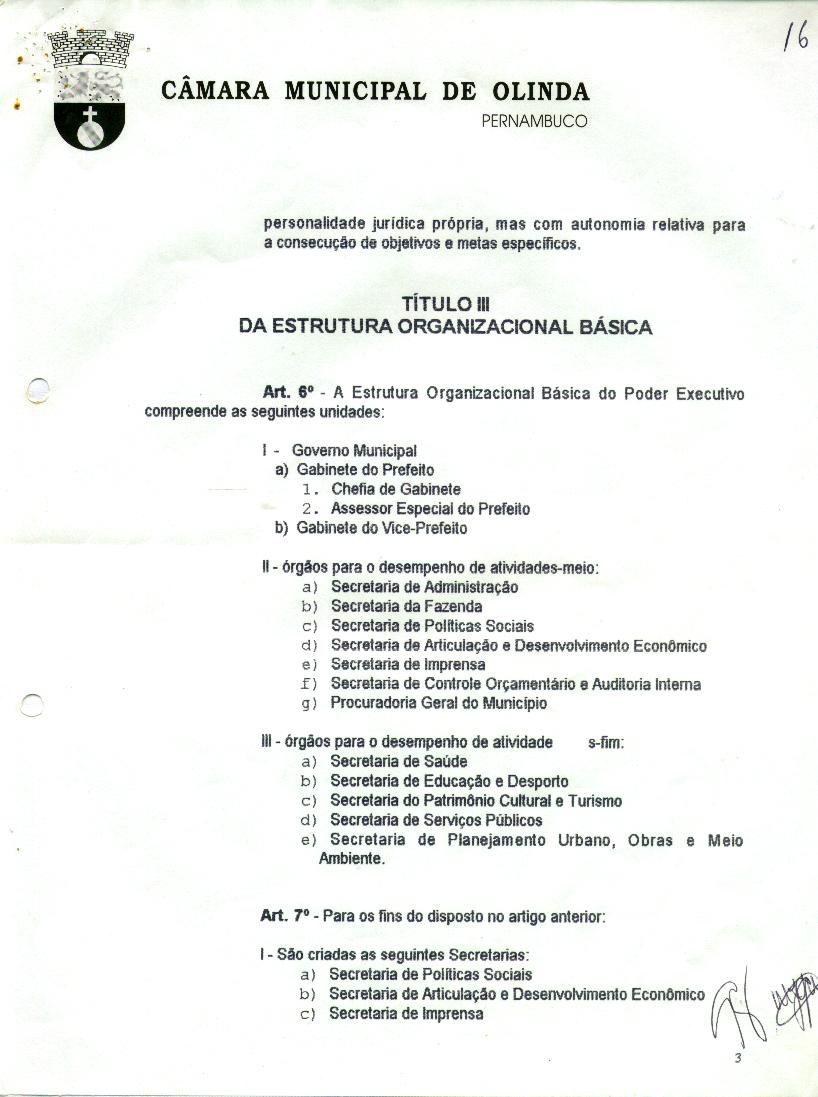 16
CÂMARA MUNICIPAL DE OLINDA
PERNAMBUCO
personalidade jurídica própria, mas com autonomia relativa para
a consecução de objetivos e metas específicos.
TÍTULO III
DA ESTRUTURA ORGANIZACIONAL BÁSICA
Art. 6º - A Estrutura Organizacional Básica do Poder Executivo
compreende as seguintes unidades:
I - Governo Municipal
a) Gabinete do Prefeito
1. Chefia de Gabinete
2. Assessor Especial do Prefeito
b) Gabinete do Vice-Prefeito
II - órgãos para o desempenho de atividades-meio:
a) Secretaria de Administração
b) Secretaria da Fazenda
c) Secretaria de Políticas Sociais
d) Secretaria de Articulação e Desenvolvimento Econômico
e) Secretaria de Imprensa
f) Secretaria de Controle Orçamentário e Auditoria Interna
g) Procuradoria Geral do Município
III - órgãos para o desempenho de atividade s-fim:
a) Secretaria de Saúde
b) Secretaria de Educação e Desporto
c) Secretaria do Patrimônio Cultural e Turismo
d) Secretaria de Serviços Públicos
e) Secretaria de Planejamento Urbano, Obras e Meio
Ambiente.
Art. 7º - Para os fins do disposto no artigo anterior:
I - São criadas as seguintes Secretarias:
a) Secretaria de Políticas Sociais
b) Secretaria de Articulação e Desenvolvimento Econômico
c) Secretaria de Imprensa
3